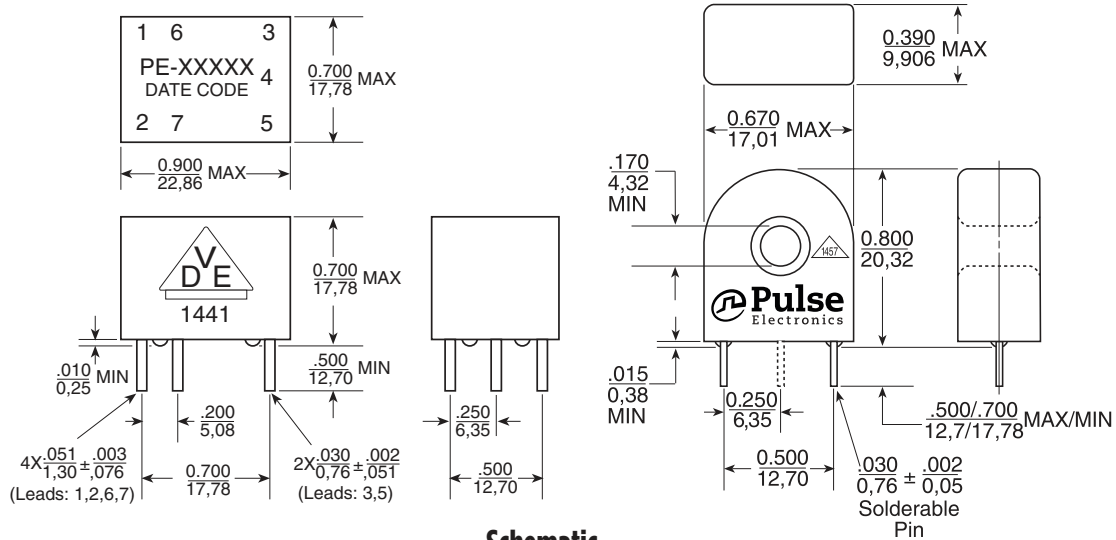 1 6 3
PE-XXXXX
4
DATE CODE
2 7 5
0.700
17,78
MAX
0.900
22,86
MAX
V
D E
1441
0.700
17,78
MAX
.010
0,25
MIN
.500
12,70
MIN
.200
5,08
4X .051 ± .003
1,30 ,076
(Leads: 1,2,6,7)
0.700
17,78
2X .030 ± .002
0,76 ,051
(Leads: 3,5)
.250
6,35
.500
12,70
0.390
9,906
MAX
0.670
17,01
MAX
.170
4,32
MIN
1457
0.800
20,32
Pulse
Electronics
.015
0,38
MIN
0.250
6,35
.500/.700
12,7/17,78
MAX/MIN
0.500
12,70
.030 ± .002
0,76 0,05
Solderable
Pin
Schematic